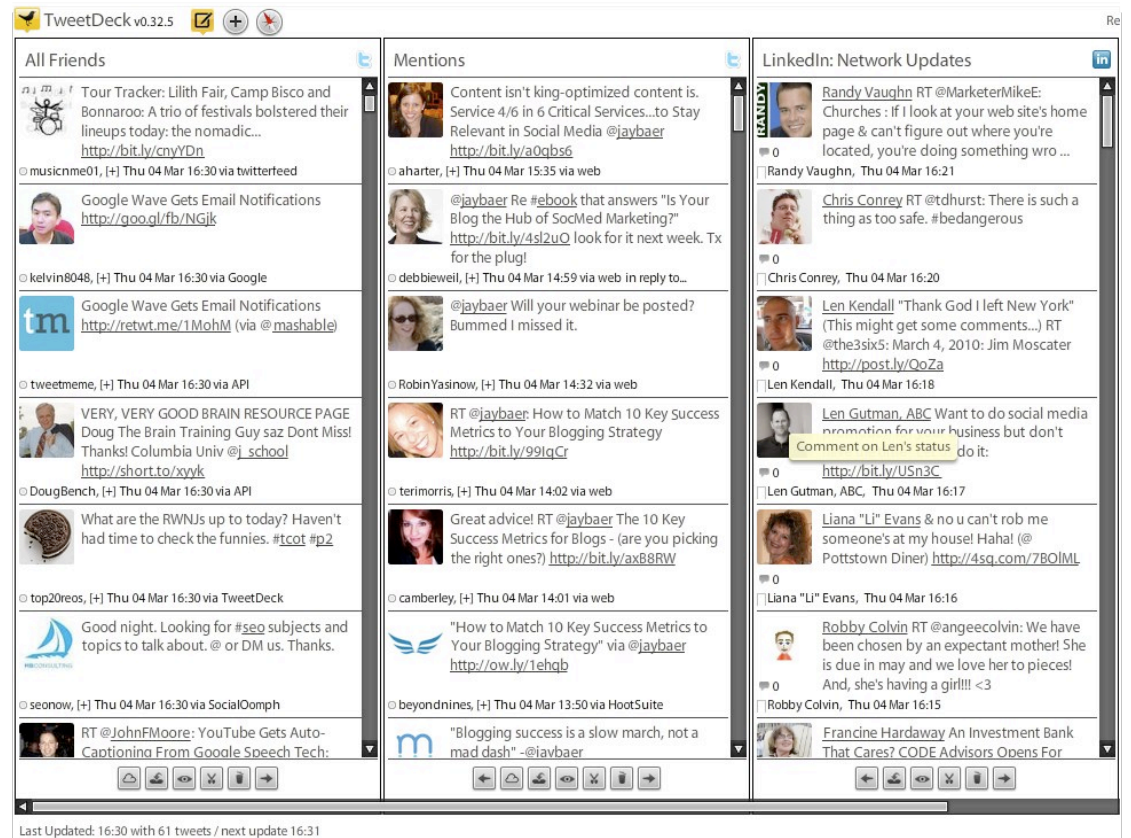 TweetDeck v0.32.5
Re
All Friends
Tour Tracker: Lilith Fair, Camp Bisco and
Bonnaroo: A trio of festivals bolstered their
lineups today: the nomadic...
http://bit.ly/cnyYDn
musicnme01, [+] Thu 04 Mar 16:30 via twitterfeed
Google Wave Gets Email Notifications
http://goo.gl/fb/NGjk
kelvin8048, [+] Thu 04 Mar 16:30 via Google
tm
Google Wave Gets Email Notifications
http://retwt.me/1MohM (via @mashable)
tweetmeme, [+] Thu 04 Mar 16:30 via API
VERY, VERY GOOD BRAIN RESOURCE PAGE
Doug The Brain Training Guy saz Dont Miss!
Thanks! Columbia Univ @j_school
http://short.to/xyyk
DougBench, [+] Thu 04 Mar 16:30 via API
What are the RWNJs up to today? Haven't
had time to check the funnies. #tcot #p2
top20reos, [+] Thu 04 Mar 16:30 via TweetDeck
Good night. Looking for #seo subjects and
topics to talk about. @ or DM us. Thanks.
seonow, [+] Thu 04 Mar 16:30 via SocialOomph
RT @JohnFMoore: YouTube Gets Auto-
Captioning From Google Speech Tech:
Mentions
Content isn't king-optimized content is.
Service 4/6 in 6 Critical Services...to Stay
Relevant in Social Media @jaybaer
http://bit.ly/a0qbs6
aharter, [+] Thu 04 Mar 15:35 via web
@jaybaer Re #ebook that answers "Is Your
Blog the Hub of SocMed Marketing?"
http://bit.ly/4sl2uO look for it next week. Tx
for the plug!
debbieweil, [+] Thu 04 Mar 14:59 via web in reply to...
@jaybaer Will your webinar be posted?
Bummed I missed it.
RobinYasinow, [+] Thu 04 Mar 14:32 via web
RT @jaybaer: How to Match 10 Key Success
Metrics to Your Blogging Strategy
http://bit.ly/99IqCr
terimorris, [+] Thu 04 Mar 14:02 via web
Great advice! RT @jaybaer The 10 Key
Success Metrics for Blogs - (are you picking
the right ones?) http://bit.ly/axB8RW
camberley, [+] Thu 04 Mar 14:01 via web
"How to Match 10 Key Success Metrics to
Your Blogging Strategy" via @jaybaer
http://ow.ly/1ehqb
beyondnines, [+] Thu 04 Mar 13:50 via HootSuite
"Blogging success is a slow march, not a
mad dash" -@jaybaer
LinkedIn: Network Updates
in
RANDY
Randy Vaughn RT @MarketerMikeE:
Churches : If I look at your web site's home
page & can't figure out where you're
located, you're doing something wro ...
0
Randy Vaughn, Thu 04 Mar 16:21
Chris Conrey RT @tdhurst: There is such a
thing as too safe. #bedangerous
0
Chris Conrey, Thu 04 Mar 16:20
Len Kendall "Thank God I left New York"
(This might get some comments...) RT
@the3six5: March 4, 2010: Jim Moscater
http://post.ly/QoZa
0
Len Kendall, Thu 04 Mar 16:18
Len Gutman, ABC Want to do social media
promotion for your business but don't
Comment on Len's status
do it:
http://bit.ly/USn3C
0
Len Gutman, ABC, Thu 04 Mar 16:17
Liana "Li" Evans & no u can't rob me
someone's at my house! Haha! (@
Pottstown Diner) http://4sq.com/7BOlML
0
Liana "Li" Evans, Thu 04 Mar 16:16
Robby Colvin RT @angeecolvin: We have
been chosen by an expectant mother! She
is due in may and we love her to pieces!
And, she's having a girl!!! <3
0
Robby Colvin, Thu 04 Mar 16:15
Francine Hardaway An Investment Bank
That Cares? CODE Advisors Opens For
Last Updated: 16:30 with 61 tweets / next update 16:31